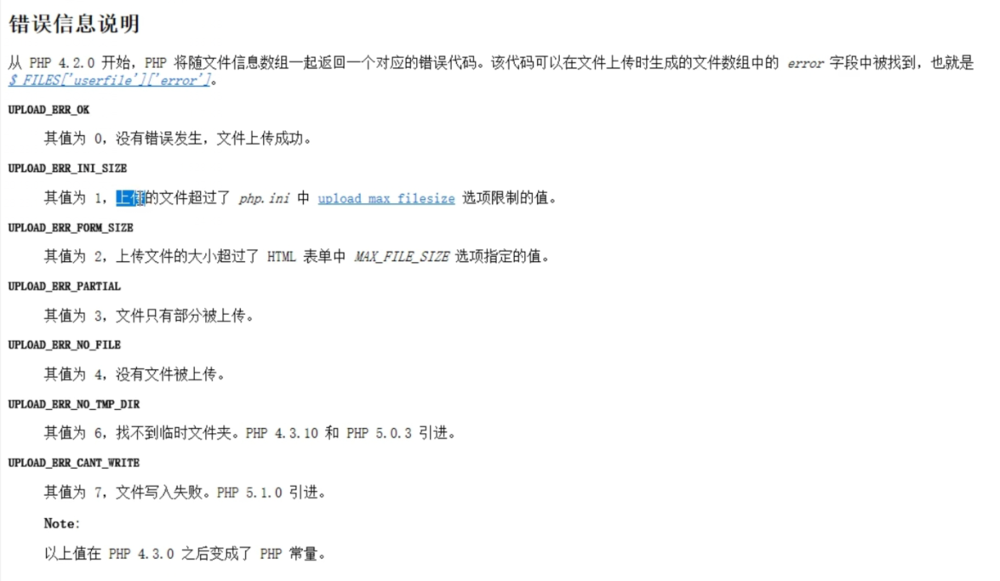 错误信息说明
从 PHP 4.2.0 开始，PHP 将随文件信息数组一起返回一个对应的错误代码。该代码可以在文件上传时生成的文件数组中的 error 字段中被找到，也就是
$_FILES['userfile']['error']。
UPLOAD_ERR_OK
其值为 0，没有错误发生，文件上传成功。
UPLOAD_ERR_INI_SIZE
其值为 1，上传的文件超过了 php.ini 中 upload_max_filesize 选项限制的值。
UPLOAD_ERR_FORM_SIZE
其值为 2，上传文件的大小超过了 HTML 表单中 MAX_FILE_SIZE 选项指定的值。
UPLOAD_ERR_PARTIAL
其值为 3，文件只有部分被上传。
UPLOAD_ERR_NO_FILE
其值为 4，没有文件被上传。
UPLOAD_ERR_NO_TMP_DIR
其值为 6，找不到临时文件夹。PHP 4.3.10 和 PHP 5.0.3 引进。
UPLOAD_ERR_CANT_WRITE
其值为 7，文件写入失败。PHP 5.1.0 引进。
Note:
以上值在 PHP 4.3.0 之后变成了 PHP 常量。